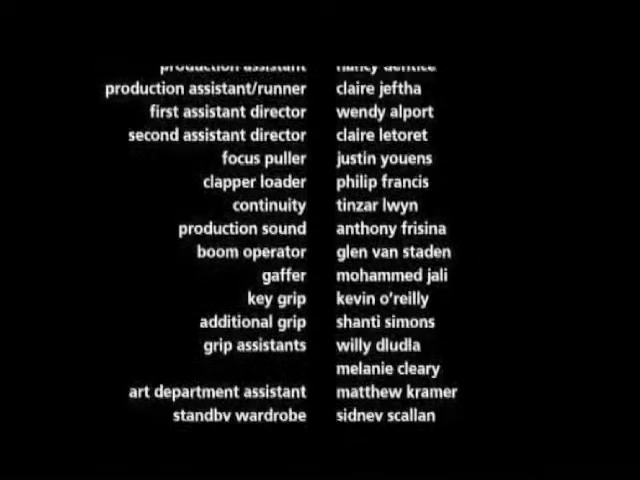 production assistant
production assistant/runner claire jeftha
first assistant director wendy alport
second assistant director claire letoret
focus puller justin youens
clapper loader philip francis
continuity tinzar lwyn
production sound anthony frisina
boom operator glen van staden
gaffer mohammed jali
key grip kevin o'reilly
additional grip shanti simons
grip assistants willy dludla
melanie cleary
art department assistant matthew kramer
standby wardrobe sidney scallan